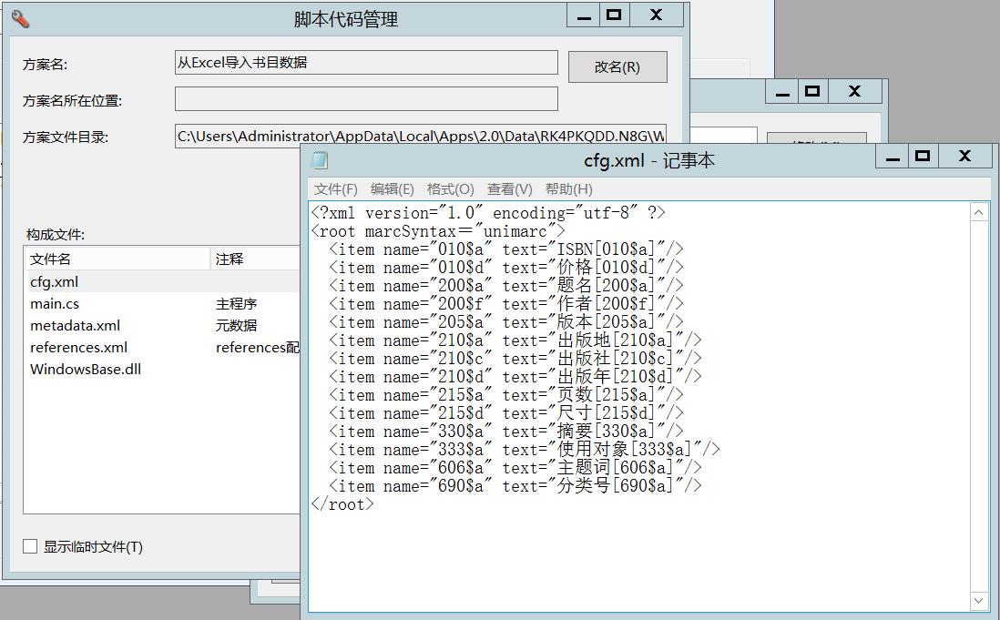 脚本代码管理
方案名:
从Excel导入书目数据
改名(R)
方案名所在位置:
方案文件目录:
C:\Users\Administrator\AppData\Local\Apps\2.0\Data\RK4PKQDD.N8G\W
构成文件:
文件名 注释
cfg.xml
main.cs 主程序
metadata.xml 元数据
references.xml references配
WindowsBase.dll
显示临时文件(T)
cfg.xml - 记事本
文件(F) 编辑(E) 格式(O) 查看(V) 帮助(H)
<?xml version="1.0" encoding="utf-8" ?>
<root marcSyntax="unimarc">
<item name="010$a" text="ISBN[010$a]"/>
<item name="010$d" text="价格[010$d]"/>
<item name="200$a" text="题名[200$a]"/>
<item name="200$f" text="作者[200$f]"/>
<item name="205$a" text="版本[205$a]"/>
<item name="210$a" text="出版地[210$a]"/>
<item name="210$c" text="出版社[210$c]"/>
<item name="210$d" text="出版年[210$d]"/>
<item name="215$a" text="页数[215$a]"/>
<item name="215$d" text="尺寸[215$d]"/>
<item name="330$a" text="摘要[330$a]"/>
<item name="333$a" text="使用对象[333$a]"/>
<item name="606$a" text="主题词[606$a]"/>
<item name="690$a" text="分类号[690$a]"/>
</root>